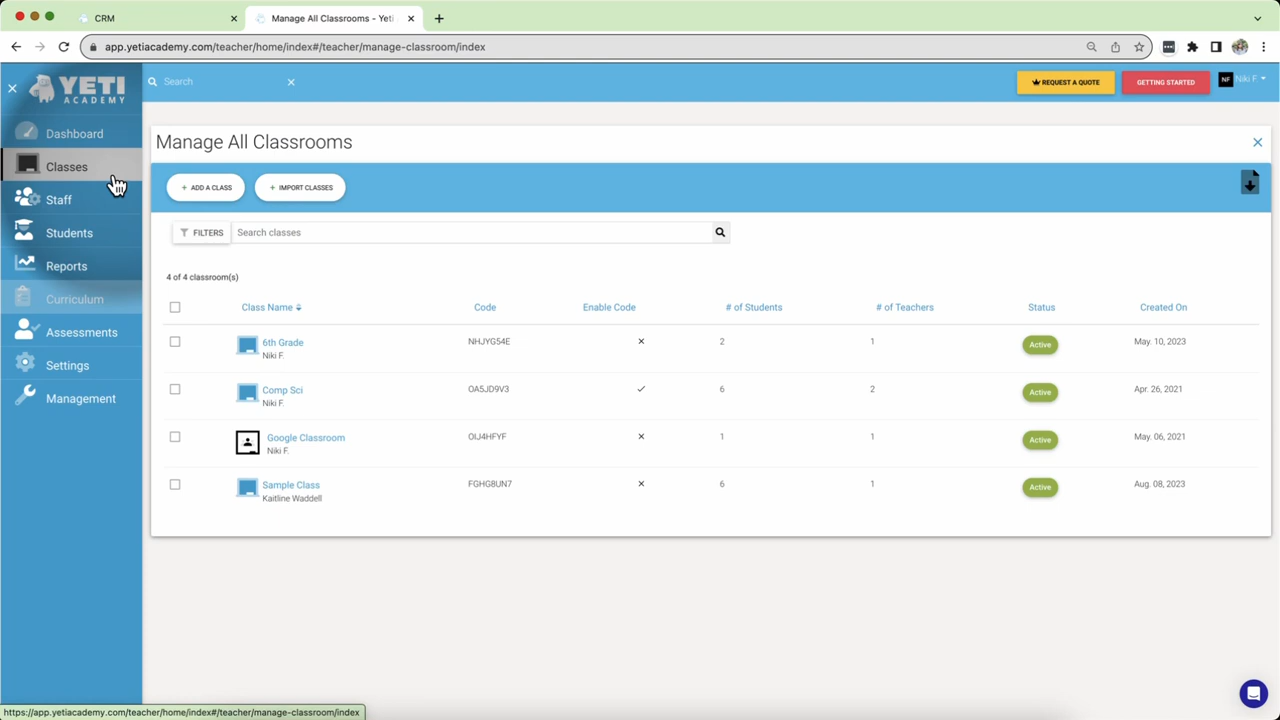 CRM
Manage All Classrooms - Yeti
app.yetiacademy.com/teacher/home/index#/teacher/manage-classroom/index
YETI
ACADEMY
Search
REQUEST A QUOTE
GETTING STARTED
NF
Niki F
Dashboard
Classes
Staff
Students
Reports
Curriculum
Assessments
Settings
Management
Manage All Classrooms
+ ADD A CLASS
+ IMPORT CLASSES
FILTERS
Search classes
4 of 4 classroom(s)
Class Name Code Enable Code # of Students # of Teachers Status Created On
6th Grade NHJYG54E 2 1 Active May. 10, 2023
Niki F.
Comp Sci OA5JD9V3 6 2 Active Apr. 26, 2021
Niki F.
Google Classroom OIJ4HFYF 1 1 Active May. 06, 2021
Niki F.
Sample Class FGHG8UN7 6 1 Active Aug. 08, 2023
Kaitline Waddell
https://app.yetiacademy.com/teacher/home/index#/teacher/manage-classroom/index